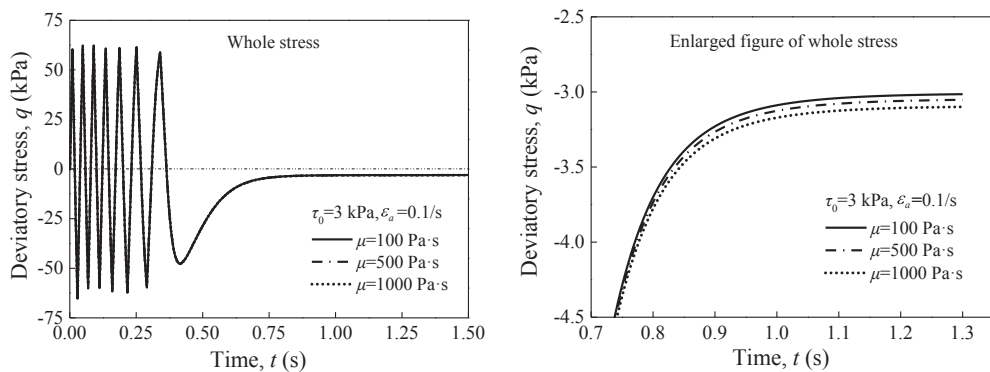 75
50
25
0
-25
-50
-75
Deviatory stress, q (kPa)
Whole stress
τ₀=3 kPa, εₐ=0.1/s
μ=100 Pa·s
μ=500 Pa·s
μ=1000 Pa·s
0.00 0.25 0.50 0.75 1.00 1.25 1.50
Time, t (s)
-2.5
-3.0
-3.5
-4.0
-4.5
Deviatory stress, q (kPa)
Enlarged figure of whole stress
τ₀=3 kPa, εₐ=0.1/s
μ=100 Pa·s
μ=500 Pa·s
μ=1000 Pa·s
0.7 0.8 0.9 1.0 1.1 1.2 1.3
Time, t (s)